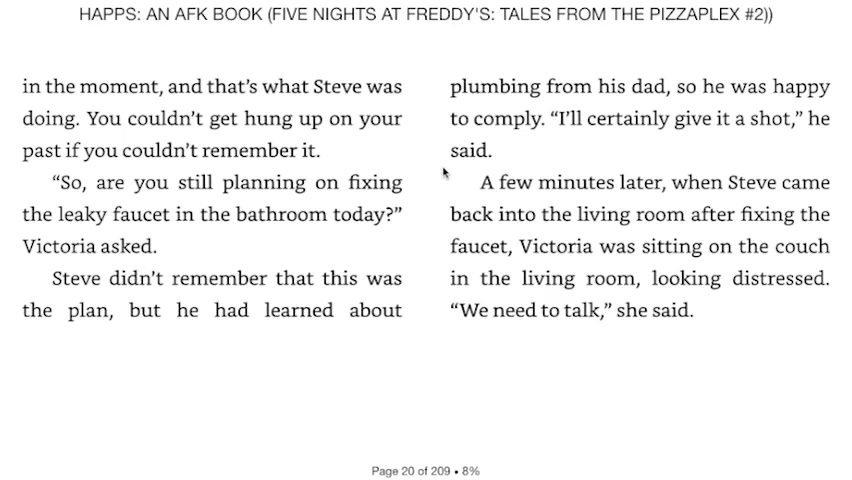 HAPPS: AN AFK BOOK (FIVE NIGHTS AT FREDDY'S: TALES FROM THE PIZZAPLEX #2))
in the moment, and that’s what Steve was
doing. You couldn’t get hung up on your
past if you couldn’t remember it.
“So, are you still planning on fixing
the leaky faucet in the bathroom today?”
Victoria asked.
Steve didn’t remember that this was
the plan, but he had learned about
plumbing from his dad, so he was happy
to comply. “I’ll certainly give it a shot,” he
said.
A few minutes later, when Steve came
back into the living room after fixing the
faucet, Victoria was sitting on the couch
in the living room, looking distressed.
“We need to talk,” she said.
Page 20 of 209 • 8%